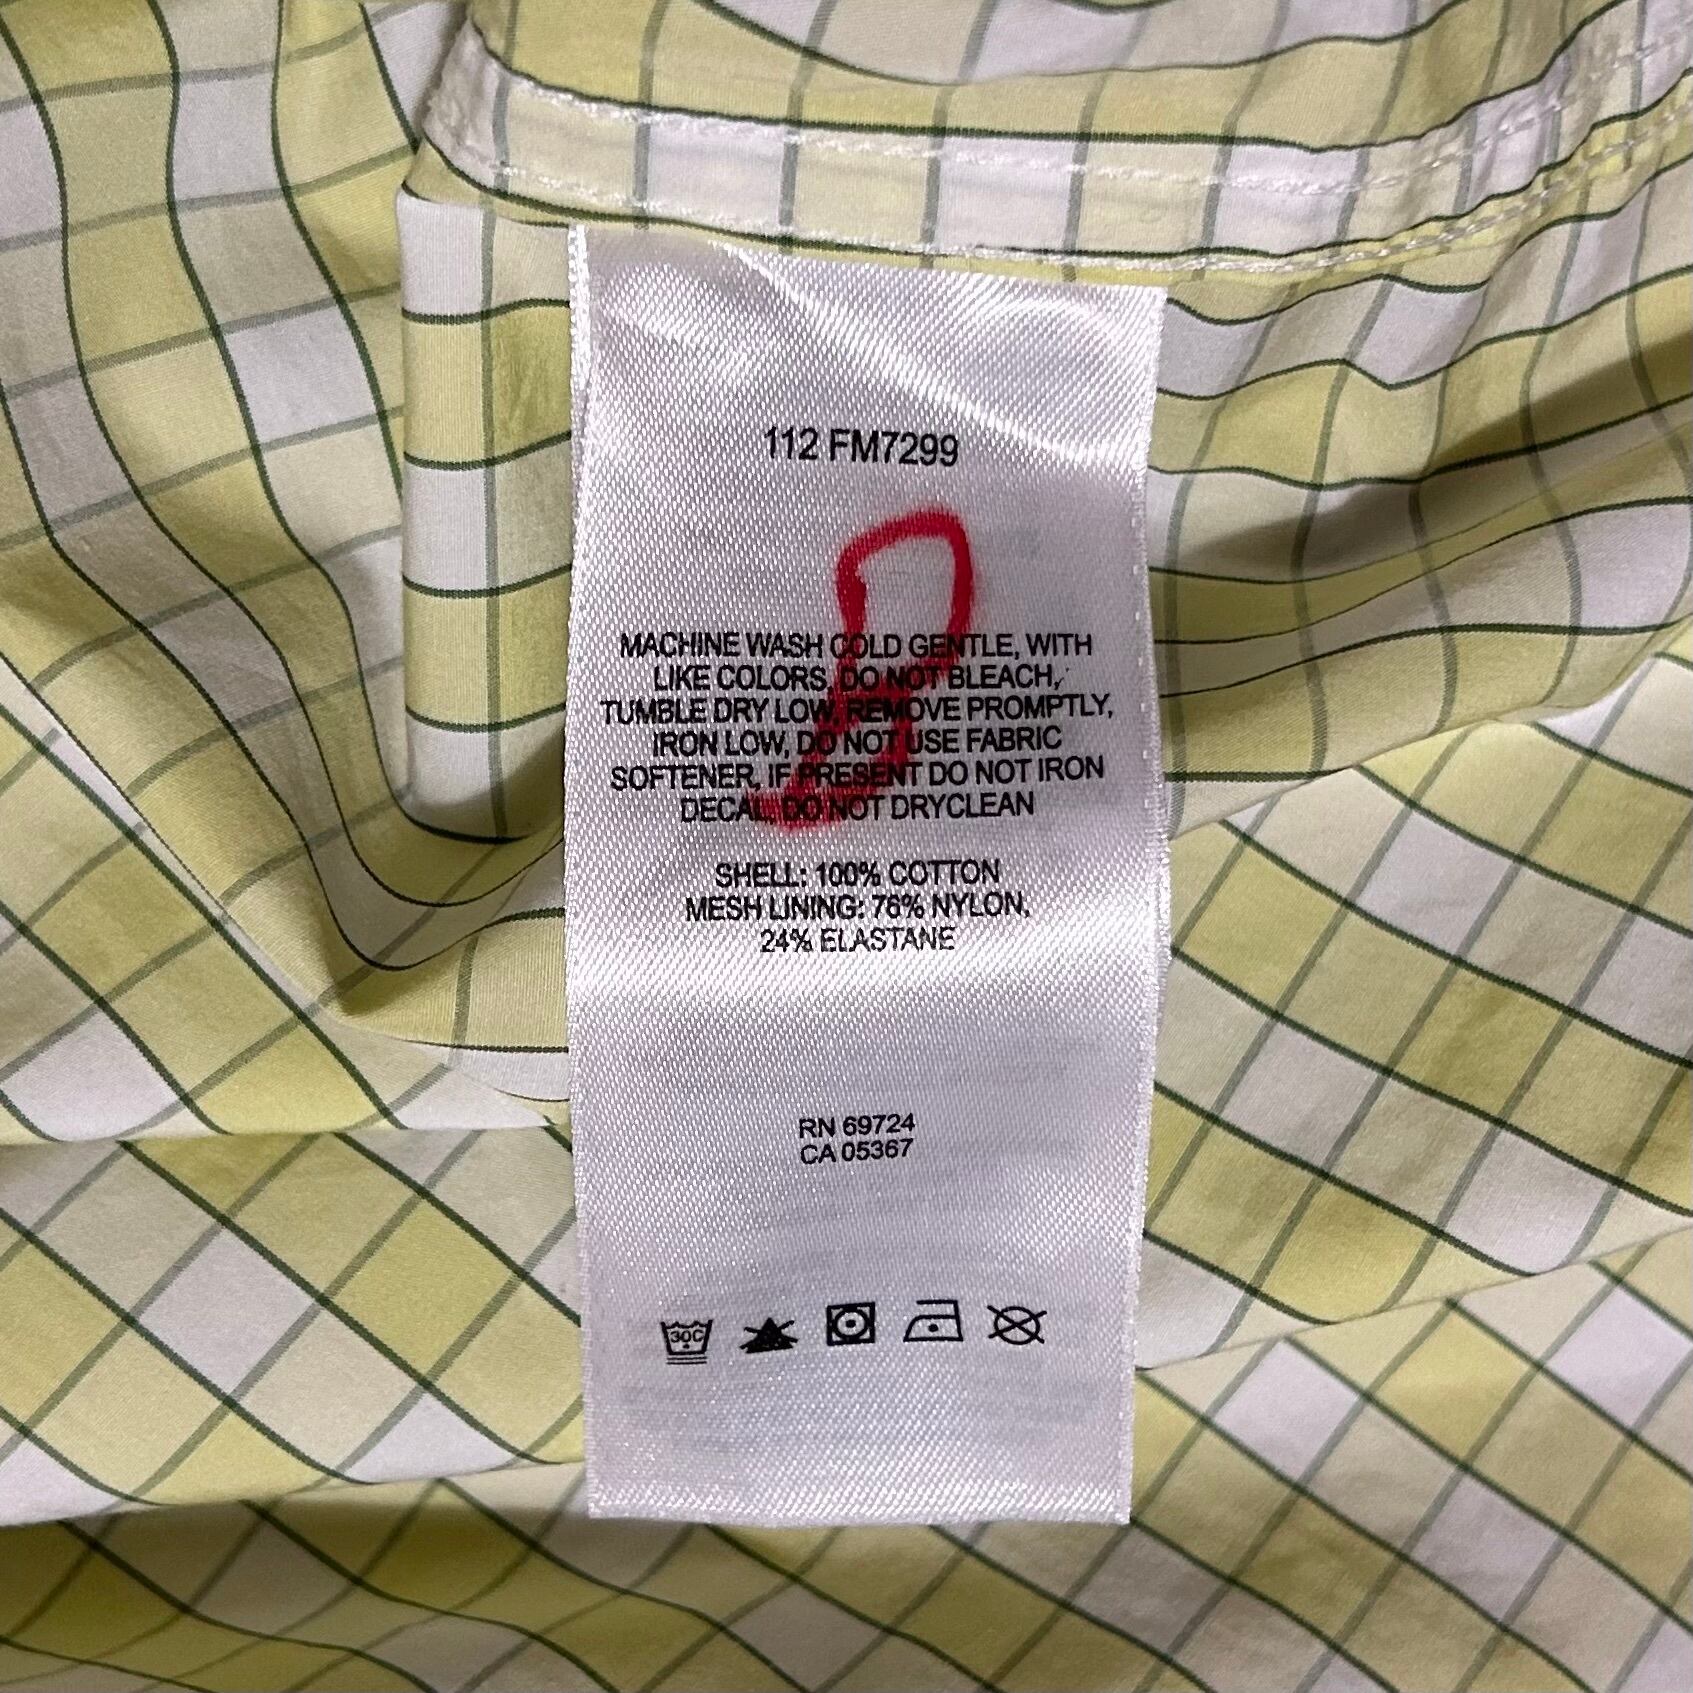 112 FM7299
MACHINE WASH COLD GENTLE, WITH
LIKE COLORS, DO NOT BLEACH,
TUMBLE DRY LOW, REMOVE PROMPTLY,
IRON LOW, DO NOT USE FABRIC
SOFTENER, IF PRESENT DO NOT IRON
DECAL, DO NOT DRYCLEAN
SHELL: 100% COTTON
MESH LINING: 76% NYLON,
24% ELASTANE
RN 69724
CA 05367
30C